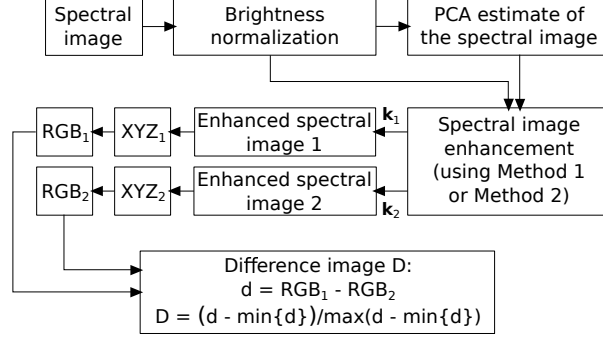 Spectral
image
Brightness
normalization
PCA estimate of
the spectral image
RGB₁
XYZ₁
Enhanced spectral
image 1
k₁
Spectral image
enhancement
(using Method 1
or Method 2)
RGB₂
XYZ₂
Enhanced spectral
image 2
k₂
Difference image D:
d = RGB₁ - RGB₂
D = (d - min{d})/max(d - min{d})